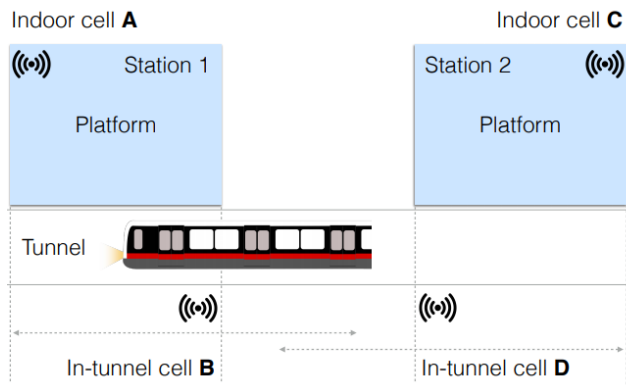 Indoor cell A
Indoor cell C
Station 1
Station 2
Platform
Platform
Tunnel
In-tunnel cell B
In-tunnel cell D